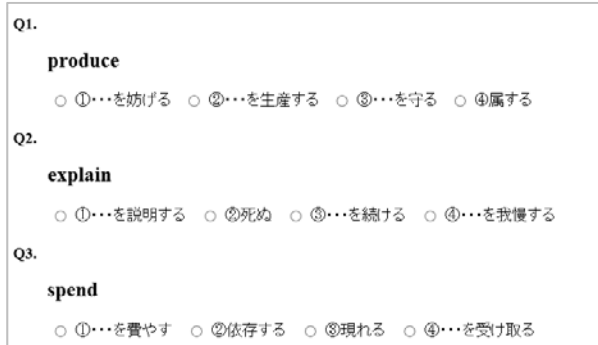 Q1.
produce
○ ①・・・を妨げる ○ ②・・・を生産する ○ ③・・・を守る ○ ④属する
Q2.
explain
○ ①・・・を説明する ○ ②死ぬ ○ ③・・・を続ける ○ ④・・・を我慢する
Q3.
spend
○ ①・・・を費やす ○ ②依存する ○ ③現れる ○ ④・・・を受け取る